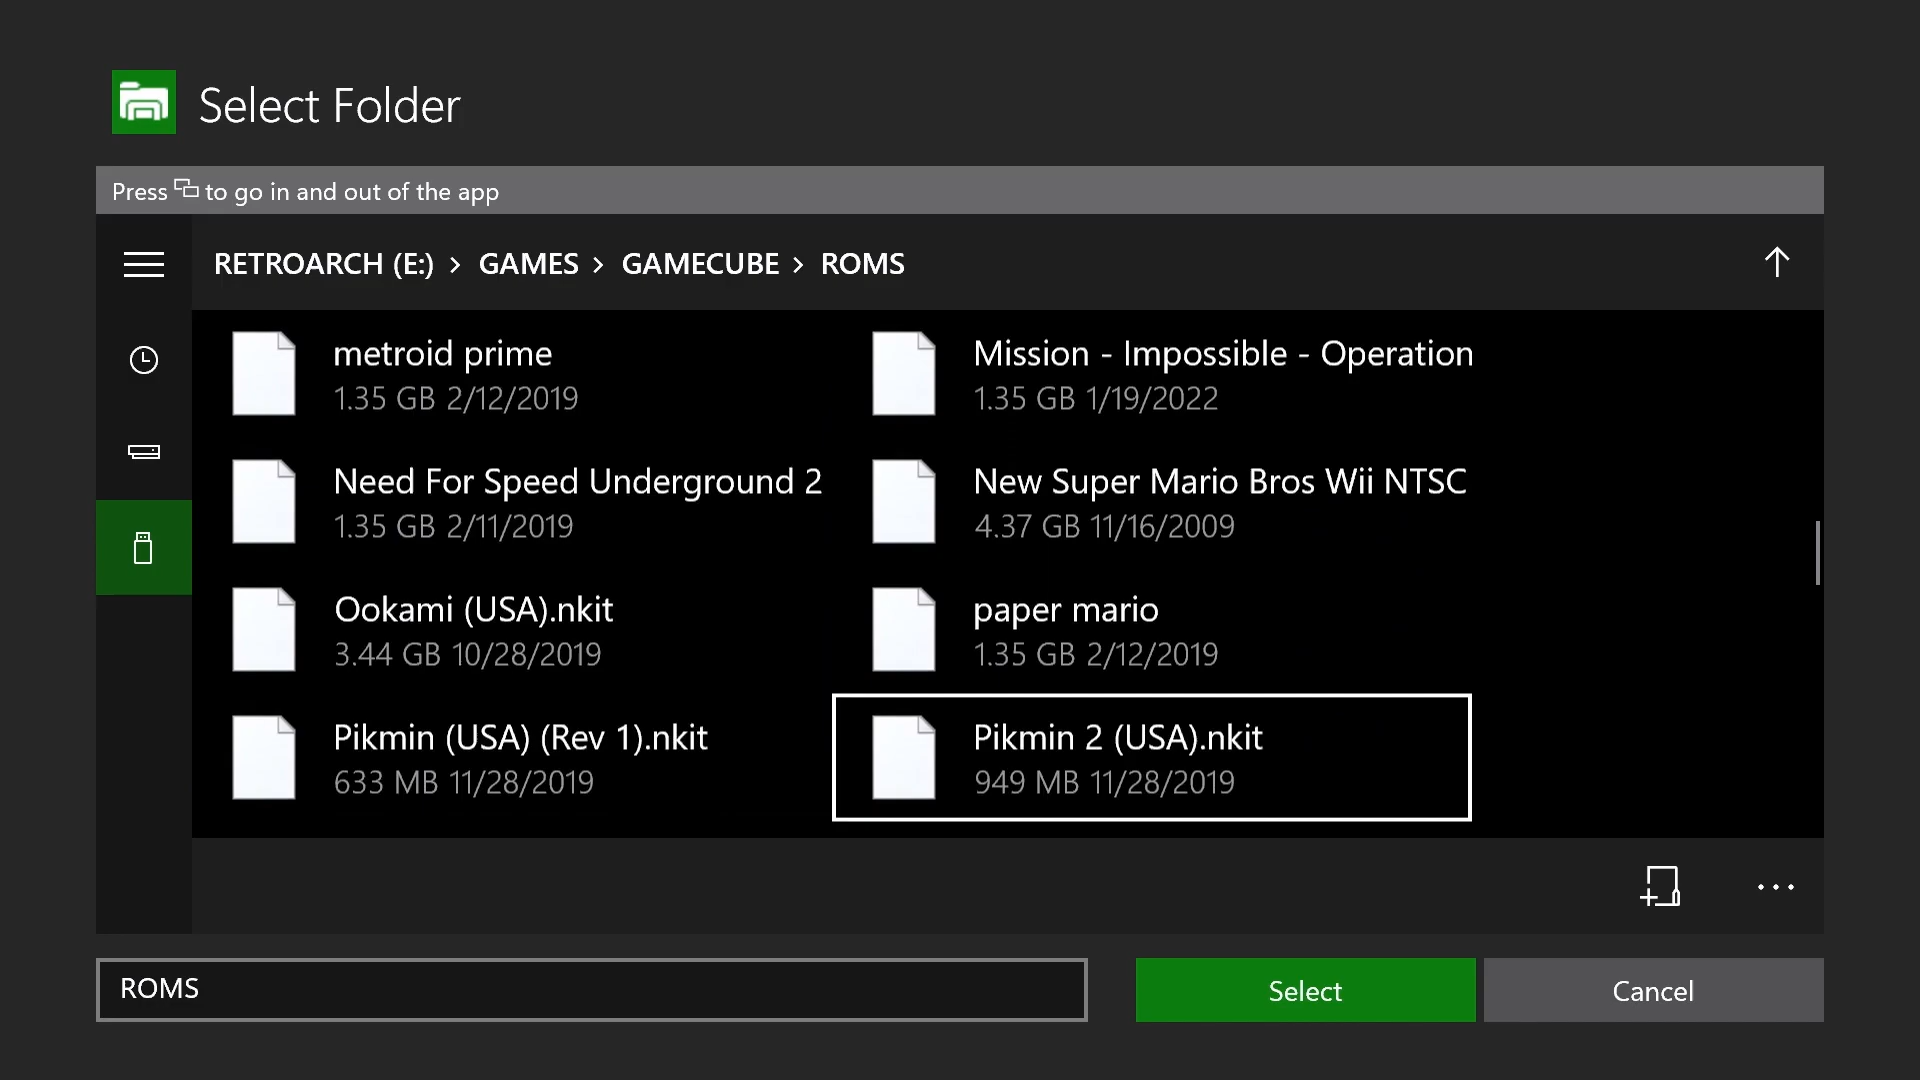 Select Folder
Press to go in and out of the app
RETROARCH (E:) > GAMES > GAMECUBE > ROMS
metroid prime
1.35 GB 2/12/2019
Mission - Impossible - Operation
1.35 GB 1/19/2022
Need For Speed Underground 2
1.35 GB 2/11/2019
New Super Mario Bros Wii NTSC
4.37 GB 11/16/2009
Ookami (USA).nkit
3.44 GB 10/28/2019
paper mario
1.35 GB 2/12/2019
Pikmin (USA) (Rev 1).nkit
633 MB 11/28/2019
Pikmin 2 (USA).nkit
949 MB 11/28/2019
ROMS
Select
Cancel